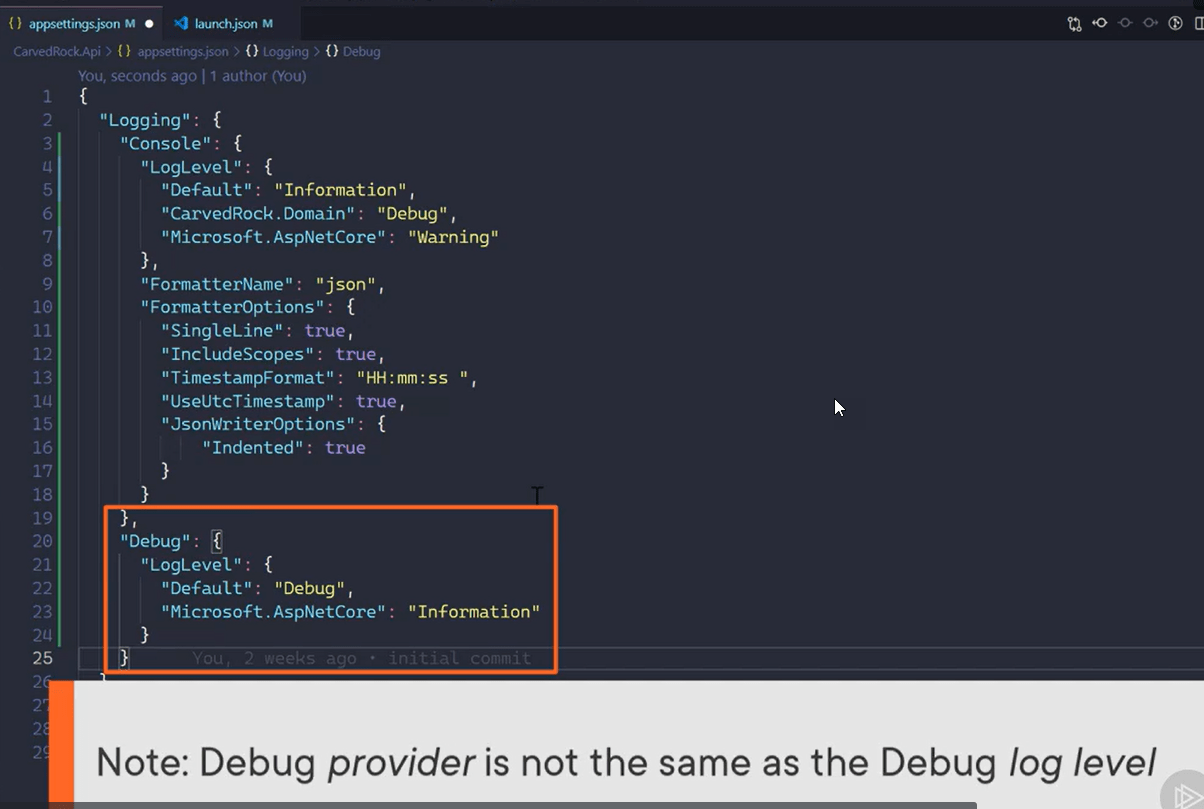 {} appsettings.json M ● launch.json M
CarvedRock.Api > {} appsettings.json > {} Logging > {} Debug
You, seconds ago | 1 author (You)
1 {
2 "Logging": {
3 "Console": {
4 "LogLevel": {
5 "Default": "Information",
6 "CarvedRock.Domain": "Debug",
7 "Microsoft.AspNetCore": "Warning"
8 },
9 "FormatterName": "json",
10 "FormatterOptions": {
11 "SingleLine": true,
12 "IncludeScopes": true,
13 "TimestampFormat": "HH:mm:ss ",
14 "UseUtcTimestamp": true,
15 "JsonWriterOptions": {
16 "Indented": true
17 }
18 }
19 },
20 "Debug": {
21 "LogLevel": {
22 "Default": "Debug",
23 "Microsoft.AspNetCore": "Information"
24 }
25 } You, 2 weeks ago • initial commit
26 }
27
28
29
Note: Debug provider is not the same as the Debug log level